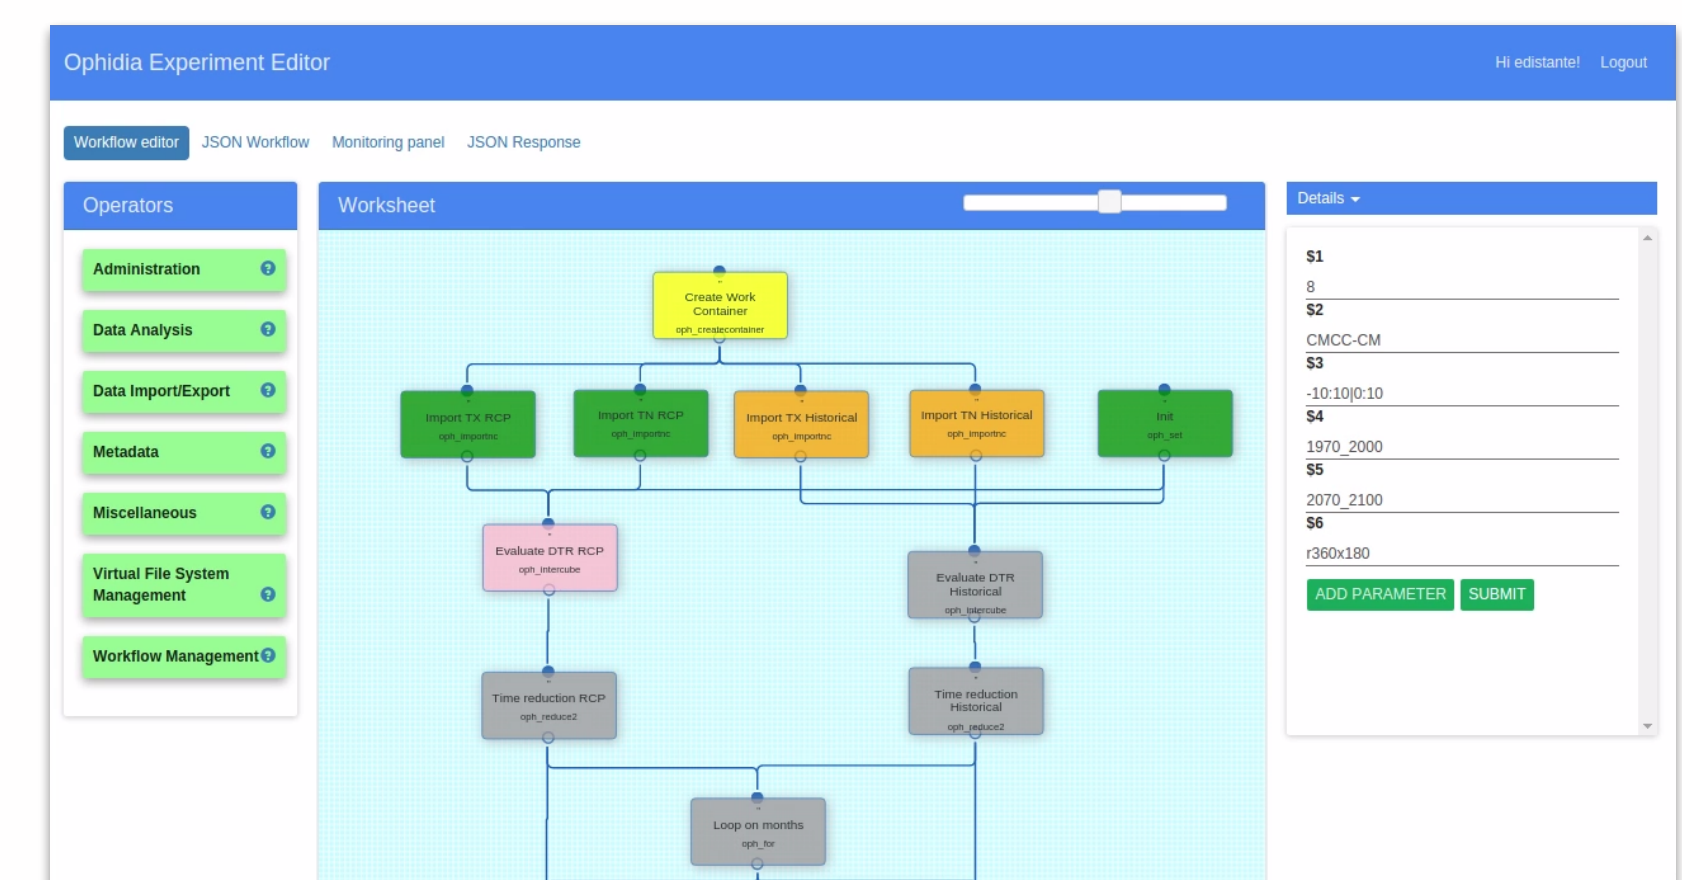 Ophidia Experiment Editor
Hi edistante! Logout
Workflow editor JSON Workflow Monitoring panel JSON Response
Operators
Administration
Data Analysis
Data Import/Export
Metadata
Miscellaneous
Virtual File System
Management
Workflow Management
Worksheet
Create Work
Container
oph_createcontainer
Import TX RCP
oph_importnc
Import TN RCP
oph_importnc
Import TX Historical
oph_importnc
Import TN Historical
oph_importnc
Init
oph_set
Evaluate DTR RCP
oph_intercube
Evaluate DTR
Historical
oph_intercube
Time reduction RCP
oph_reduce2
Time reduction
Historical
oph_reduce2
Loop on months
oph_for
Details
$1
8
$2
CMCC-CM
$3
-10:10|0:10
$4
1970_2000
$5
2070_2100
$6
r360x180
ADD PARAMETER SUBMIT